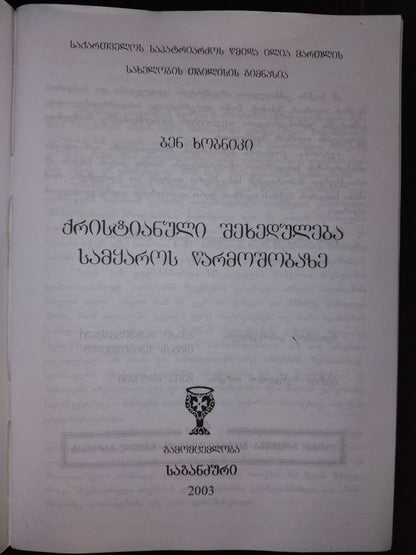 საქართველოს საპატრიარქოს წმიდა ილია მართლის
სახელობის თბილისის გიმნაზია
ბენ ხობნიკი
ქრისტიანული შეხედულება
სამყაროს წარმოშობაზე
გამომცემლობა
საგანძური
2003